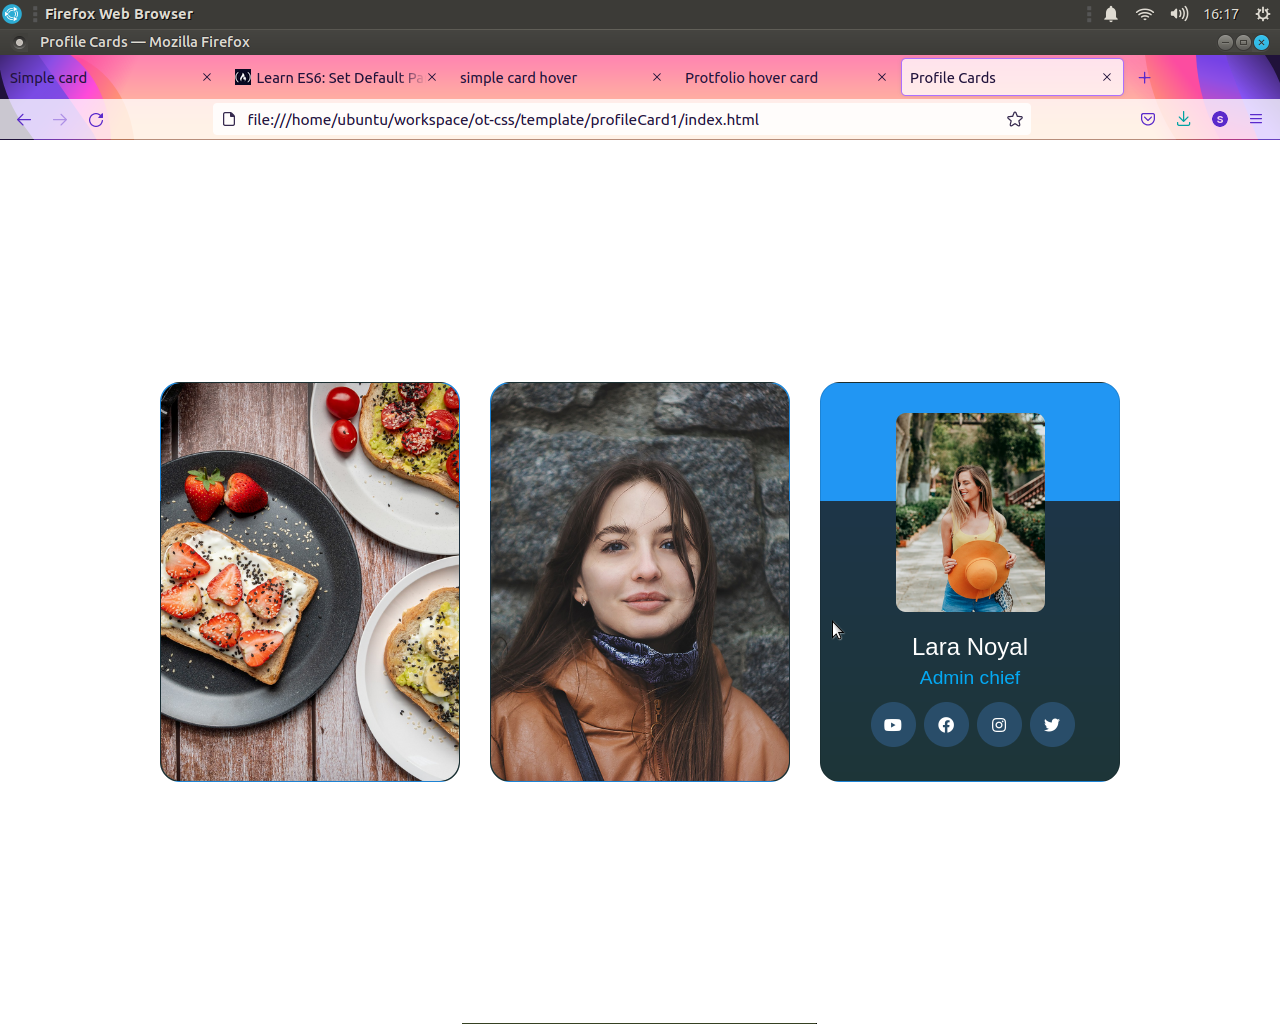 Firefox Web Browser
16:17
Profile Cards — Mozilla Firefox
Simple card
Learn ES6: Set Default Pa
simple card hover
Protfolio hover card
Profile Cards
file:///home/ubuntu/workspace/ot-css/template/profileCard1/index.html
S
Lara Noyal
Admin chief